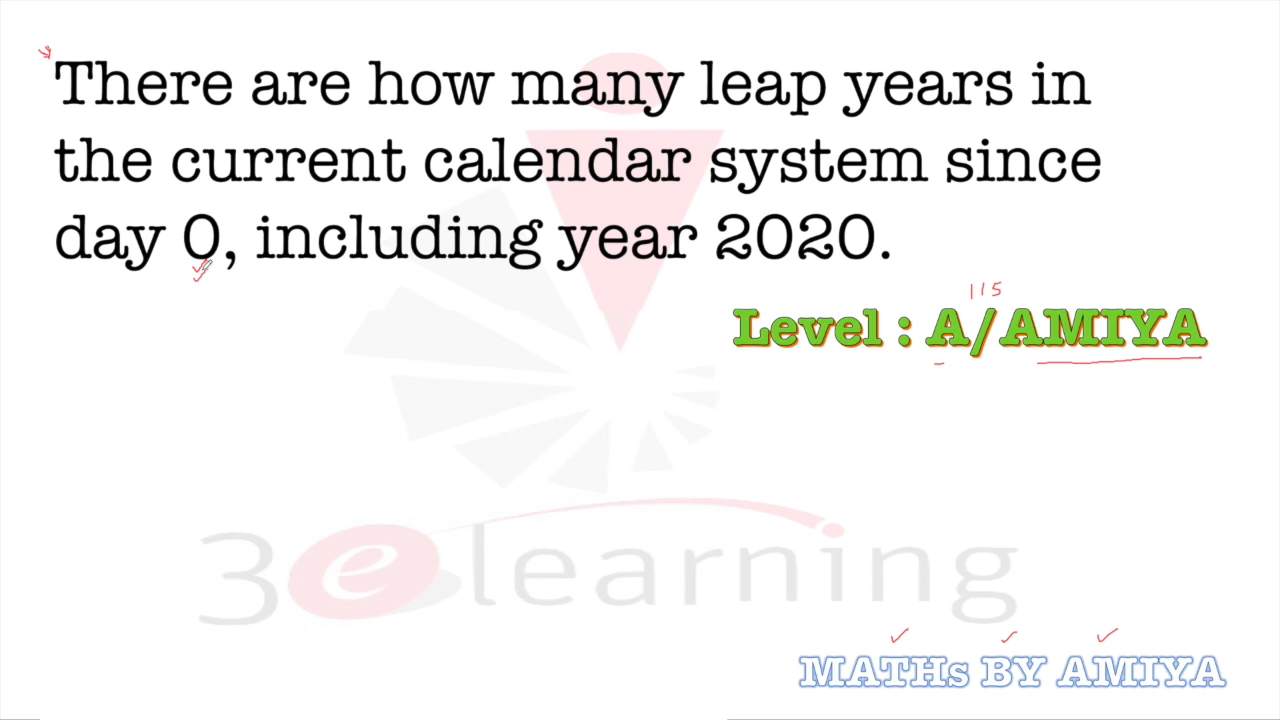 There are how many leap years in
the current calendar system since
day 0, including year 2020.
115
Level : A/AMIYA
3elearning
MATHs BY AMIYA